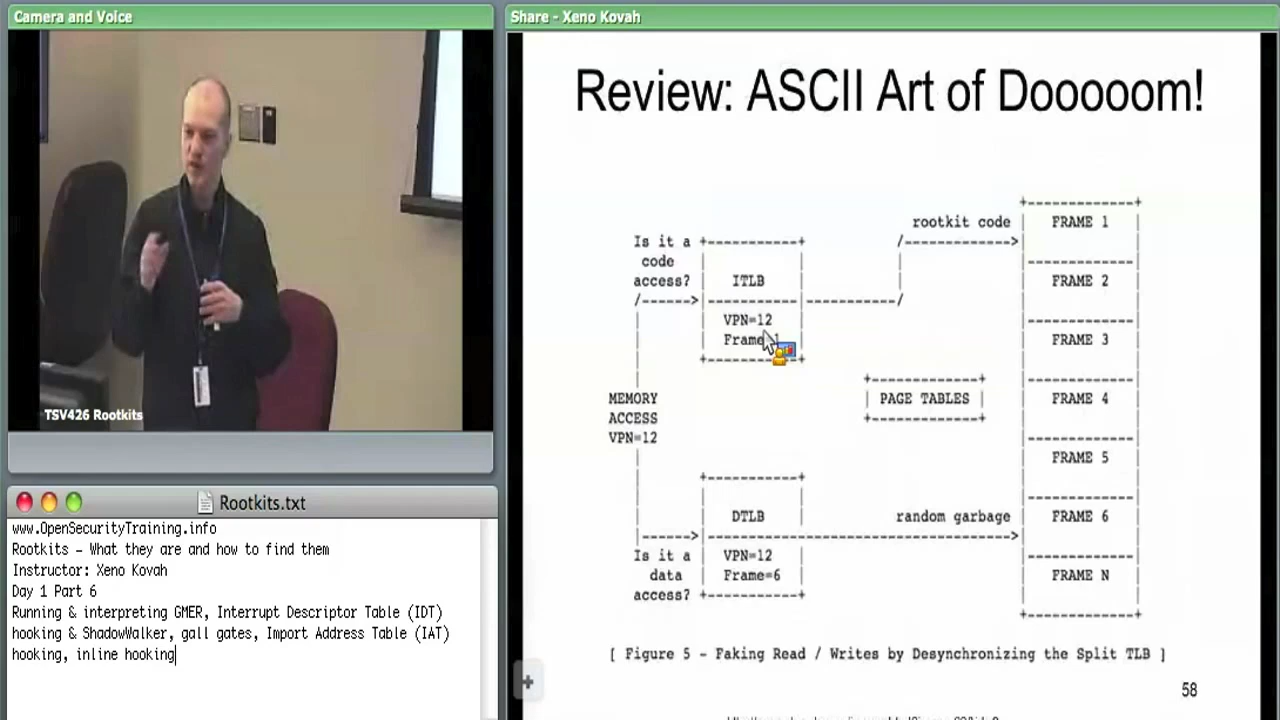 Camera and Voice
TSV426 Rootkits
Rootkits.txt
www.OpenSecurityTraining.info
Rootkits - What they are and how to find them
Instructor: Xeno Kovah
Day 1 Part 6
Running & interpreting GMER, Interrupt Descriptor Table (IDT)
hooking & ShadowWalker, gall gates, Import Address Table (IAT)
hooking, inline hooking
Share - Xeno Kovah
Review: ASCII Art of Dooooom!
Is it a
code
access?
ITLB
VPN=12
Frame=1
rootkit code
MEMORY
ACCESS
VPN=12
PAGE TABLES
DTLB
VPN=12
Frame=6
random garbage
Is it a
data
access?
FRAME 1
FRAME 2
FRAME 3
FRAME 4
FRAME 5
FRAME 6
FRAME N
[ Figure 5 - Faking Read / Writes by Desynchronizing the Split TLB ]
58